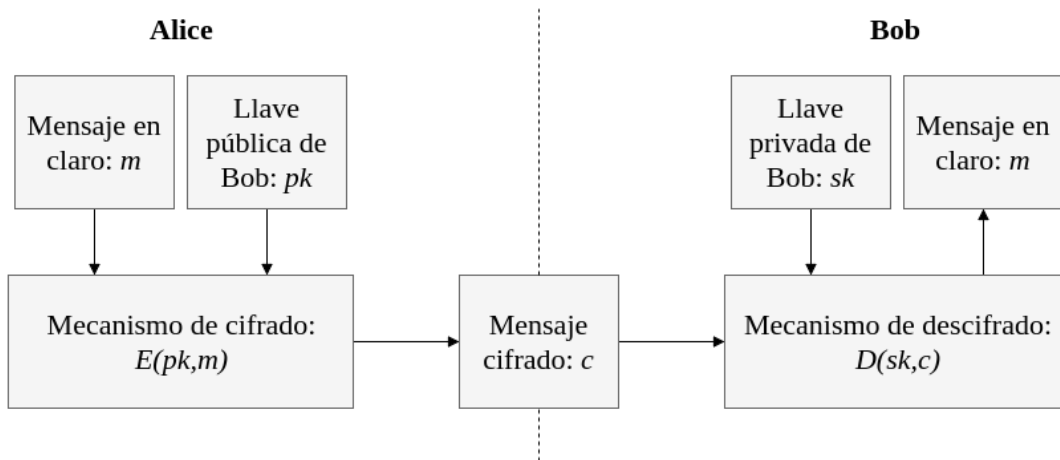 Alice
Bob
Mensaje en
claro: m
Llave
pública de
Bob: pk
Llave
privada de
Bob: sk
Mensaje en
claro: m
Mecanismo de cifrado:
E(pk,m)
Mensaje
cifrado: c
Mecanismo de descifrado:
D(sk,c)